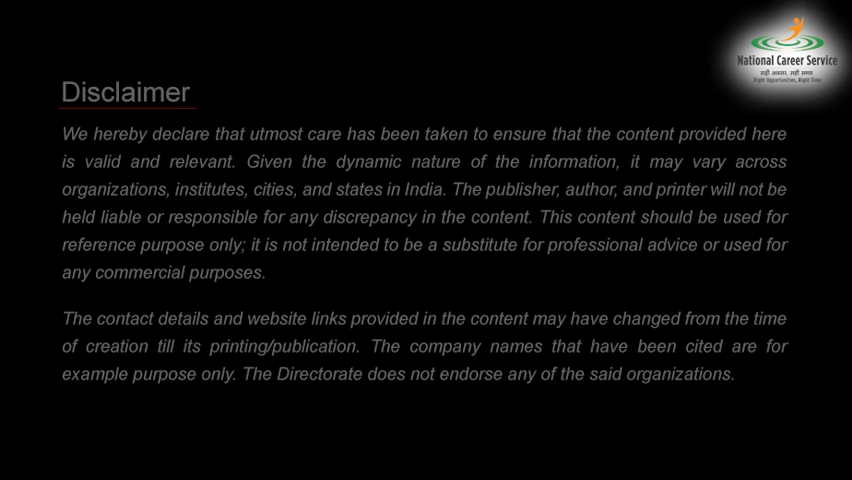 National Career Service
सही अवसर, सही समय
Right Opportunities, Right Time
Disclaimer
We hereby declare that utmost care has been taken to ensure that the content provided here
is valid and relevant. Given the dynamic nature of the information, it may vary across
organizations, institutes, cities, and states in India. The publisher, author, and printer will not be
held liable or responsible for any discrepancy in the content. This content should be used for
reference purpose only; it is not intended to be a substitute for professional advice or used for
any commercial purposes.
The contact details and website links provided in the content may have changed from the time
of creation till its printing/publication. The company names that have been cited are for
example purpose only. The Directorate does not endorse any of the said organizations.